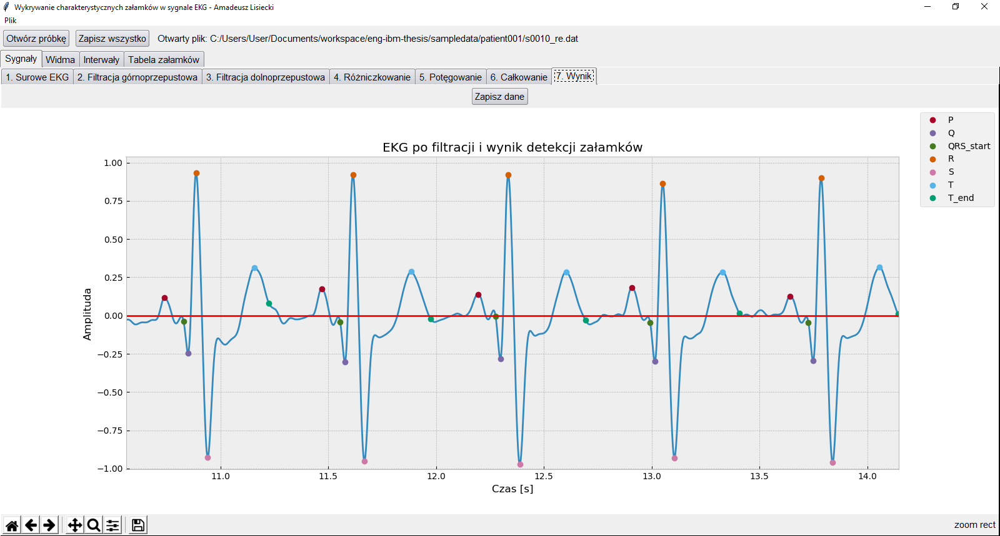 Wykrywanie charakterystycznych załamków w sygnale EKG - Amadeusz Lisiecki
Plik
Otwórz próbkę Zapisz wszystko Otwarty plik: C:/Users/User/Documents/workspace/eng-ibm-thesis/sampledata/patient001/s0010_re.dat
Sygnały Widma Interwały Tabela załamków
1. Surowe EKG 2. Filtracja górnoprzepustowa 3. Filtracja dolnoprzepustowa 4. Różniczkowanie 5. Potęgowanie 6. Całkowanie 7. Wynik
Zapisz dane
P
Q
QRS_start
R
S
T
T_end
EKG po filtracji i wynik detekcji załamków
1.00
0.75
0.50
0.25
0.00
−0.25
−0.50
−0.75
−1.00
Amplituda
11.0 11.5 12.0 12.5 13.0 13.5 14.0
Czas [s]
zoom rect